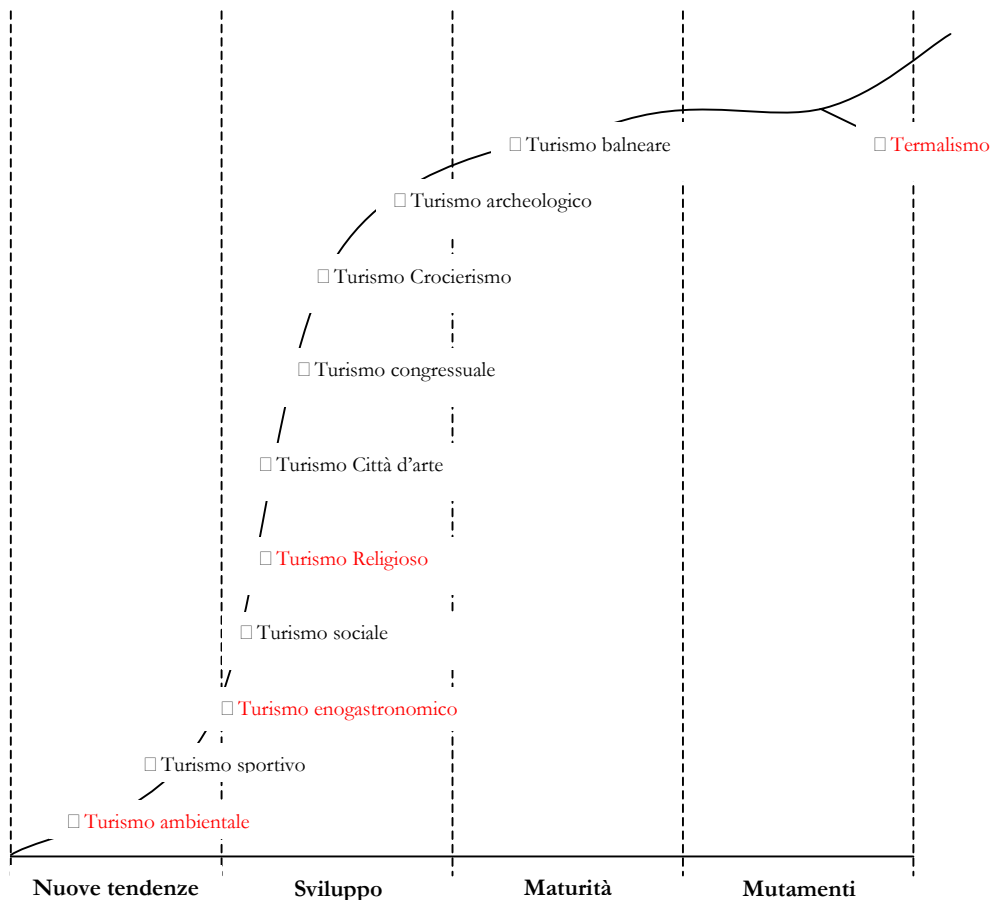 Turismo balneare
Termalismo
Turismo archeologico
Turismo Crocierismo
Turismo congressuale
Turismo Città d’arte
Turismo Religioso
Turismo sociale
Turismo enogastronomico
Turismo sportivo
Turismo ambientale
Nuove tendenze
Sviluppo
Maturità
Mutamenti